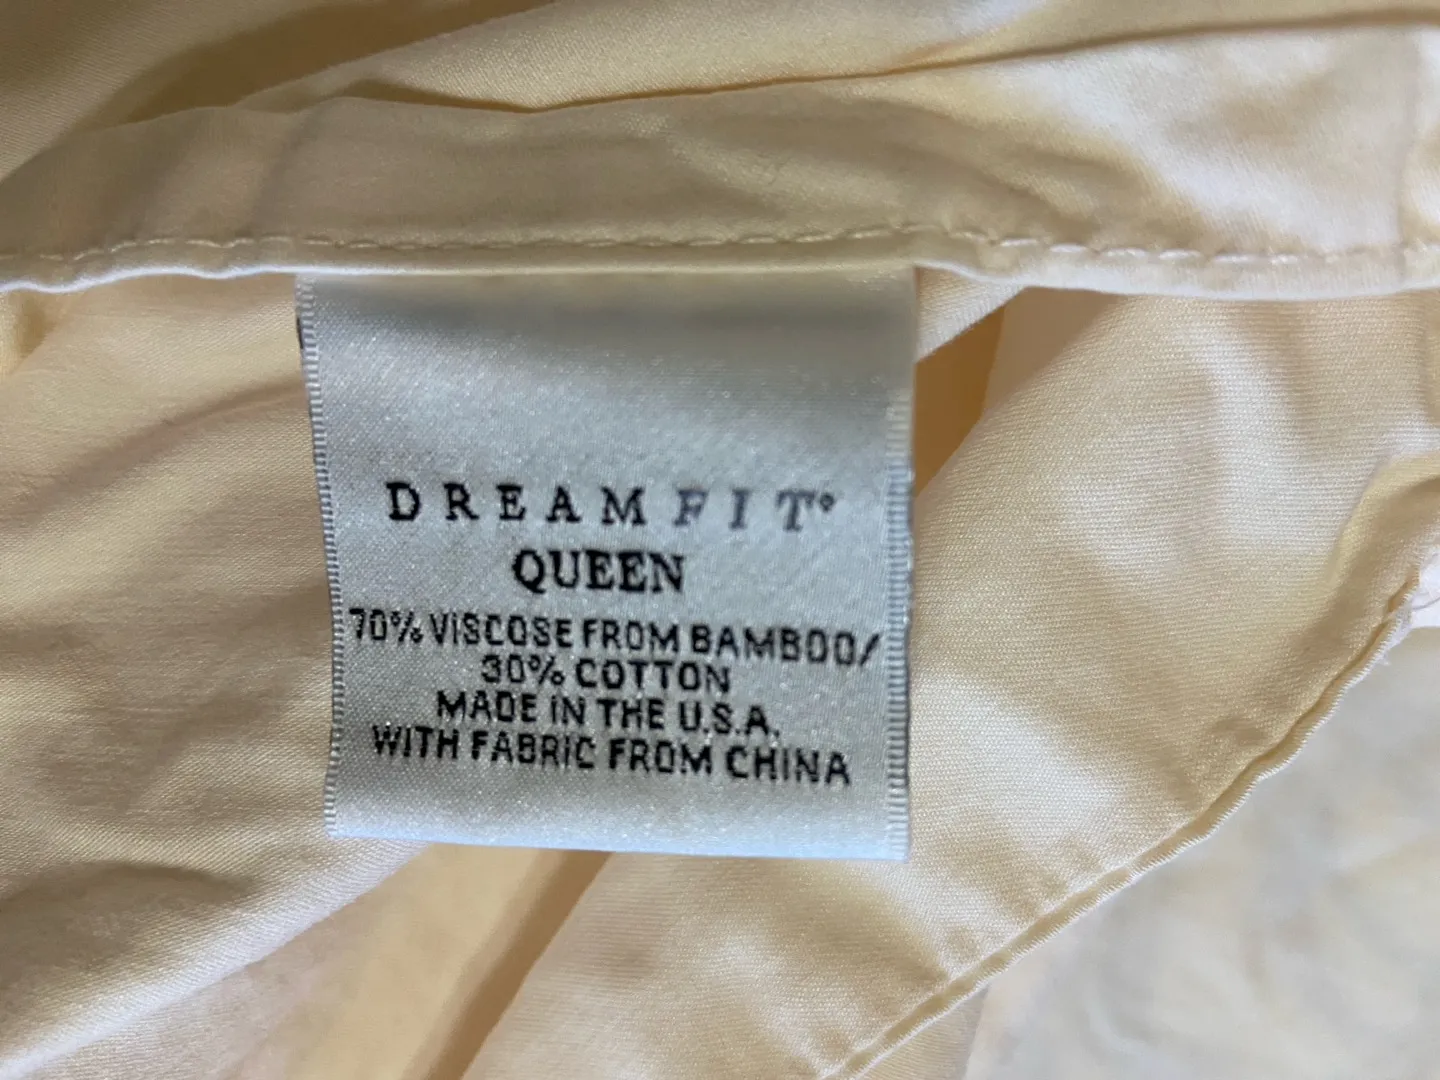 DREAMFIT®
QUEEN
70% VISCOSE FROM BAMBOO/
30% COTTON
MADE IN THE U.S.A.
WITH FABRIC FROM CHINA